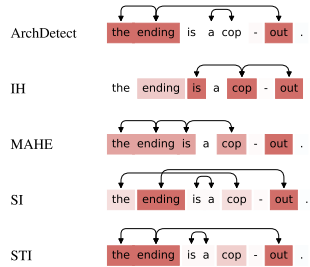 ArchDetect the ending is a cop - out .
IH the ending is a cop - out .
MAHE the ending is a cop - out .
SI the ending is a cop - out .
STI the ending is a cop - out .